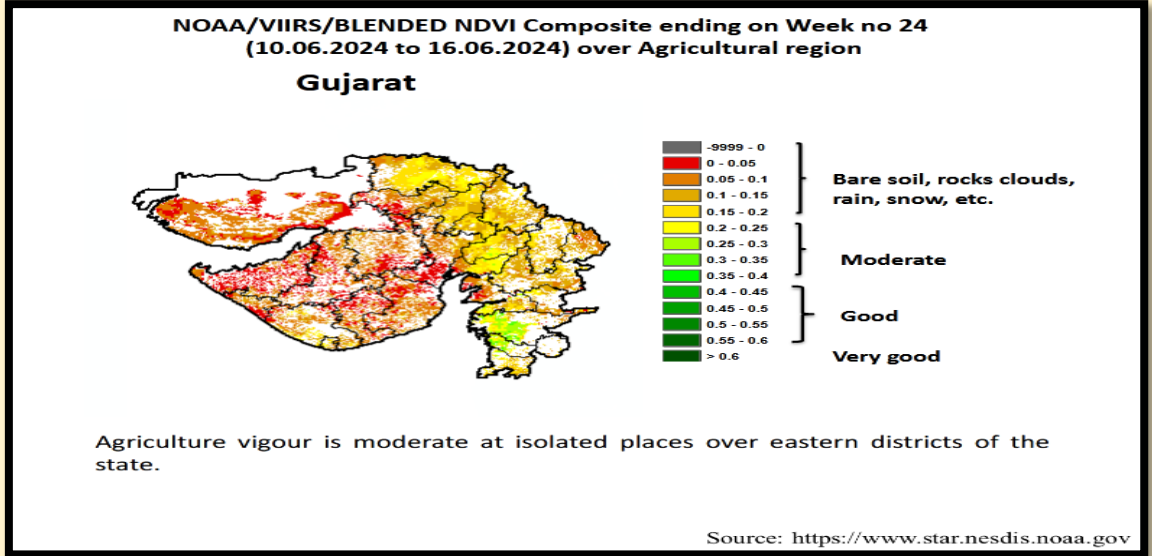 NOAA/VIIRS/BLENDED NDVI Composite ending on Week no 24
(10.06.2024 to 16.06.2024) over Agricultural region
Gujarat
-9999 - 0
0 - 0.05
0.05 - 0.1
0.1 - 0.15
0.15 - 0.2
0.2 - 0.25
0.25 - 0.3
0.3 - 0.35
0.35 - 0.4
0.4 - 0.45
0.45 - 0.5
0.5 - 0.55
0.55 - 0.6
> 0.6
Bare soil, rocks clouds,
rain, snow, etc.
Moderate
Good
Very good
Agriculture vigour is moderate at isolated places over eastern districts of the
state.
Source: https://www.star.nesdis.noaa.gov